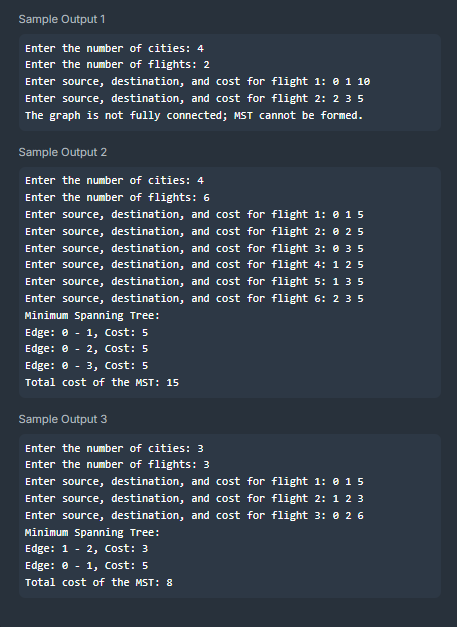 Sample Output 1
Enter the number of cities: 4
Enter the number of flights: 2
Enter source, destination, and cost for flight 1: 0 1 10
Enter source, destination, and cost for flight 2: 2 3 5
The graph is not fully connected; MST cannot be formed.
Sample Output 2
Enter the number of cities: 4
Enter the number of flights: 6
Enter source, destination, and cost for flight 1: 0 1 5
Enter source, destination, and cost for flight 2: 0 2 5
Enter source, destination, and cost for flight 3: 0 3 5
Enter source, destination, and cost for flight 4: 1 2 5
Enter source, destination, and cost for flight 5: 1 3 5
Enter source, destination, and cost for flight 6: 2 3 5
Minimum Spanning Tree:
Edge: 0 - 1, Cost: 5
Edge: 0 - 2, Cost: 5
Edge: 0 - 3, Cost: 5
Total cost of the MST: 15
Sample Output 3
Enter the number of cities: 3
Enter the number of flights: 3
Enter source, destination, and cost for flight 1: 0 1 5
Enter source, destination, and cost for flight 2: 1 2 3
Enter source, destination, and cost for flight 3: 0 2 6
Minimum Spanning Tree:
Edge: 1 - 2, Cost: 3
Edge: 0 - 1, Cost: 5
Total cost of the MST: 8